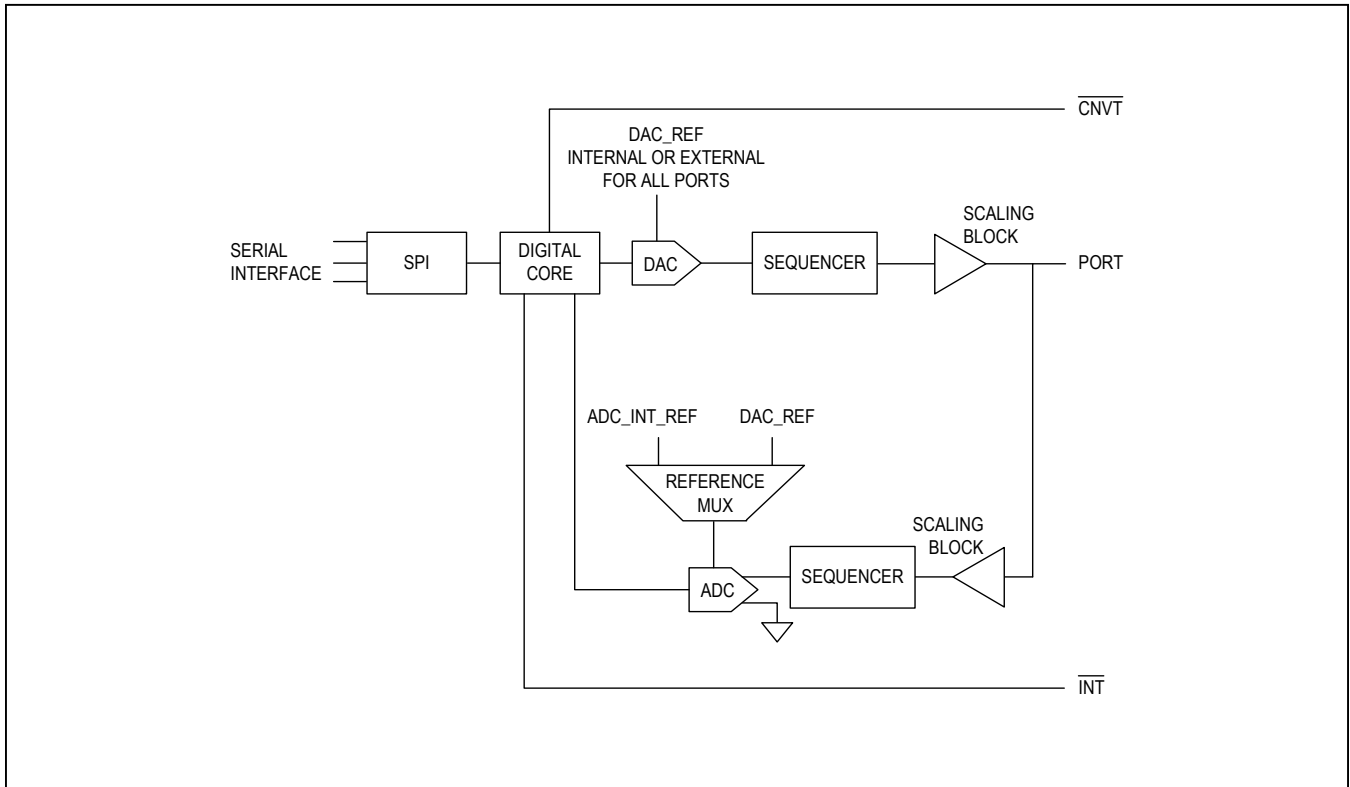 CNVT
DAC_REF
INTERNAL OR EXTERNAL
FOR ALL PORTS
SCALING
BLOCK
SERIAL
INTERFACE
SPI
DIGITAL
CORE
DAC
SEQUENCER
PORT
ADC_INT_REF
DAC_REF
REFERENCE
MUX
SCALING
BLOCK
ADC
SEQUENCER
INT